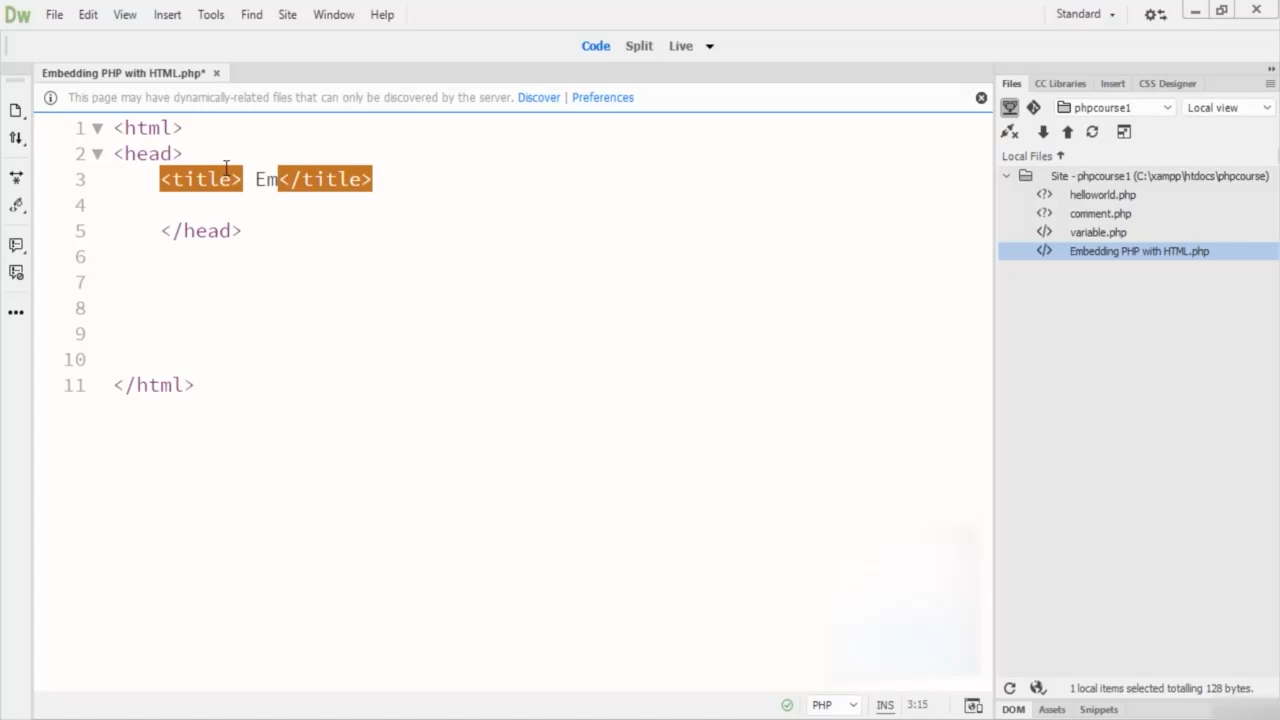 Dw File Edit View Insert Tools Find Site Window Help Standard
Code Split Live
Embedding PHP with HTML.php*
This page may have dynamically-related files that can only be discovered by the server. Discover | Preferences
1 <html>
2 <head>
3 <title> Em</title>
4
5 </head>
6
7
8
9
10
11 </html>
PHP INS 3:15
Files CC Libraries Insert CSS Designer
phpcourse1 Local view
Local Files
Site - phpcourse1 (C:\xampp\htdocs\phpcourse)
helloworld.php
comment.php
variable.php
Embedding PHP with HTML.php
1 local items selected totalling 128 bytes.
DOM Assets Snippets